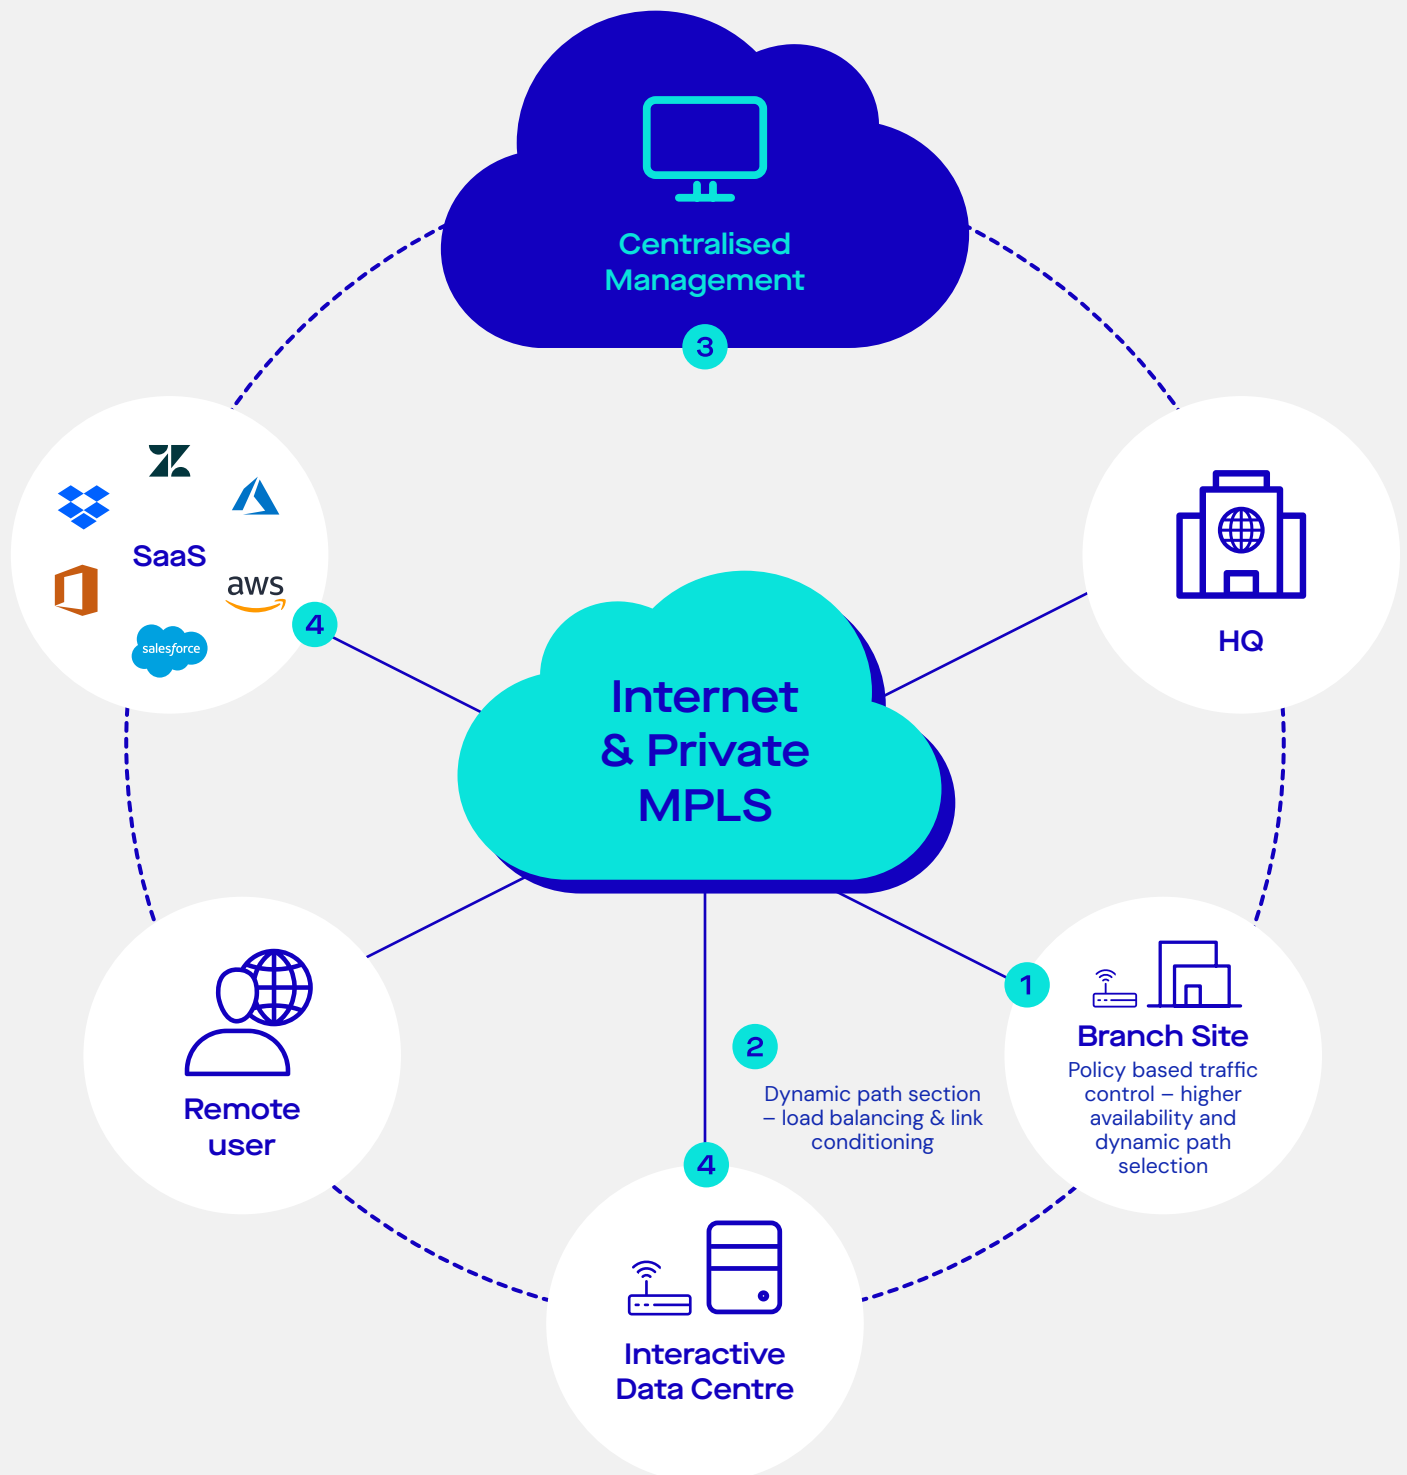 Centralised
Management
3
SaaS
aws
salesforce
4
HQ
Internet
& Private
MPLS
Remote
user
1
Branch Site
Policy based traffic
control – higher
availability and
dynamic path
selection
2
Dynamic path section
– load balancing & link
conditioning
4
Interactive
Data Centre